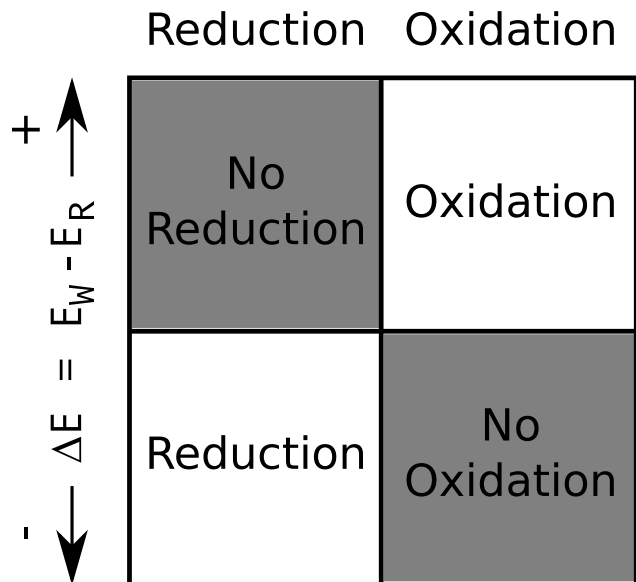 Reduction Oxidation
+
No
Reduction
Oxidation
ΔE = E_W - E_R
Reduction
No
Oxidation
-